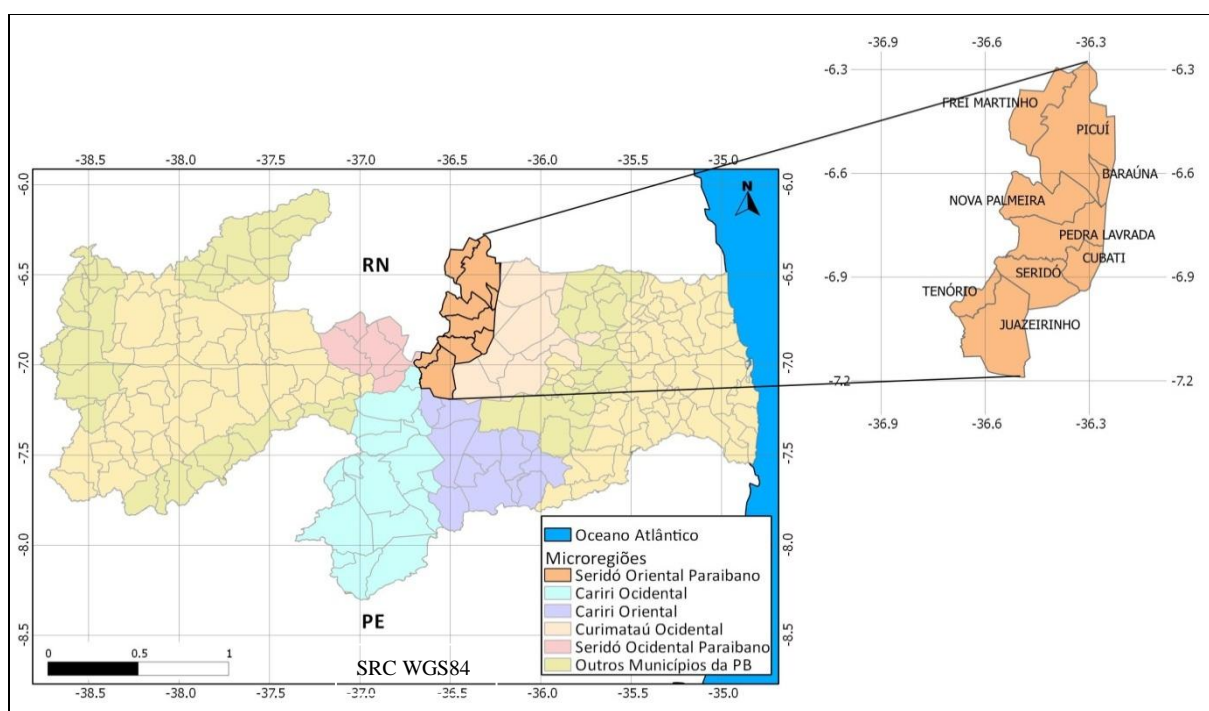 -36.9 -36.6 -36.3
-6.3 -6.3
FREI MARTINHO
PICUÍ
-6.6 BARAÚNA -6.6
NOVA PALMEIRA
PEDRA LAVRADA
CUBATI
-6.9 SERIDÓ -6.9
TENÓRIO
JUAZEIRINHO
-7.2 -7.2
-36.9 -36.6 -36.3
-38.5 -38.0 -37.5 -37.0 -36.5 -36.0 -35.5 -35.0
-6.0 -6.0
N
RN
-6.5 -6.5
-7.0 -7.0
-7.5 -7.5
-8.0 -8.0
-8.5 -8.5
PE
Oceano Atlântico
Microregiões
Seridó Oriental Paraibano
Cariri Ocidental
Cariri Oriental
Curimataú Ocidental
Seridó Ocidental Paraibano
Outros Municípios da PB
0 0.5 1
SRC WGS84
-38.5 -38.0 -37.5 -37.0 -36.5 -36.0 -35.5 -35.0